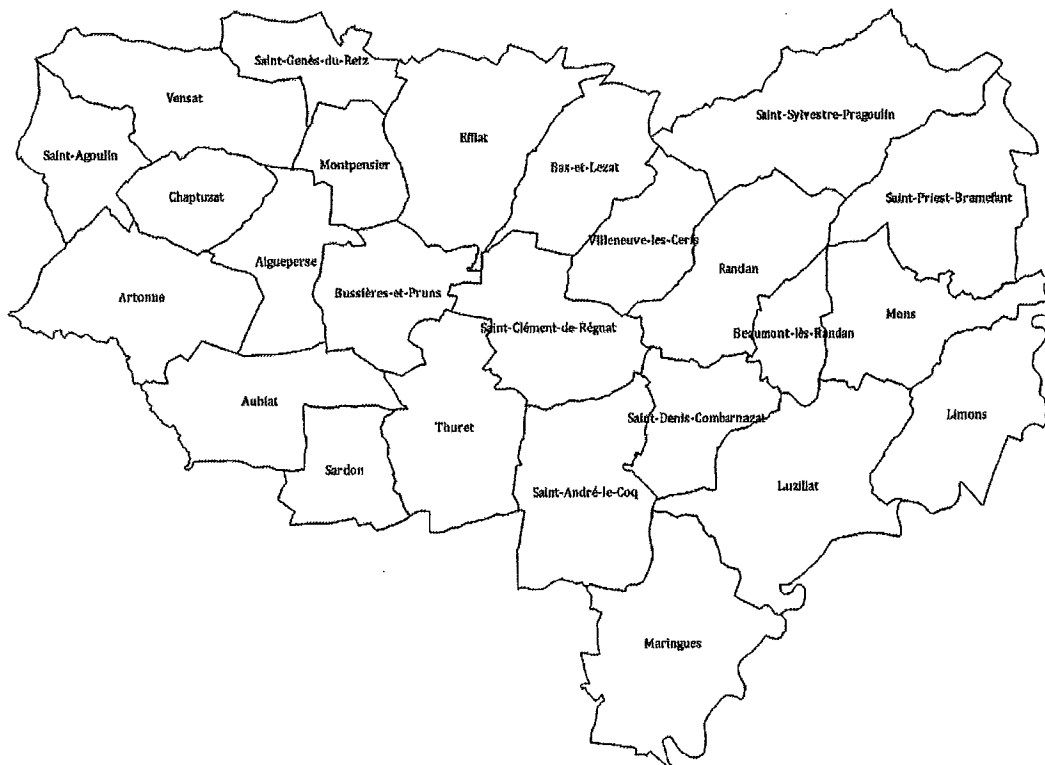 Saint-Genès-du-Retz
Vensat
Saint-Sylvestre-Pragoulin
Effiat
Saint-Agoulin
Montpensier
Bas-et-Lezat
Chaptuzat
Saint-Priest-Bramefant
Villeneuve-les-Cerfs
Aigueperse
Randan
Artonne
Bussières-et-Pruns
Mons
Saint-Clément-de-Régnat
Beaumont-lès-Randan
Aubiat
Saint-Denis-Combarnazat
Limons
Thuret
Sardon
Luzillat
Saint-André-le-Coq
Maringues